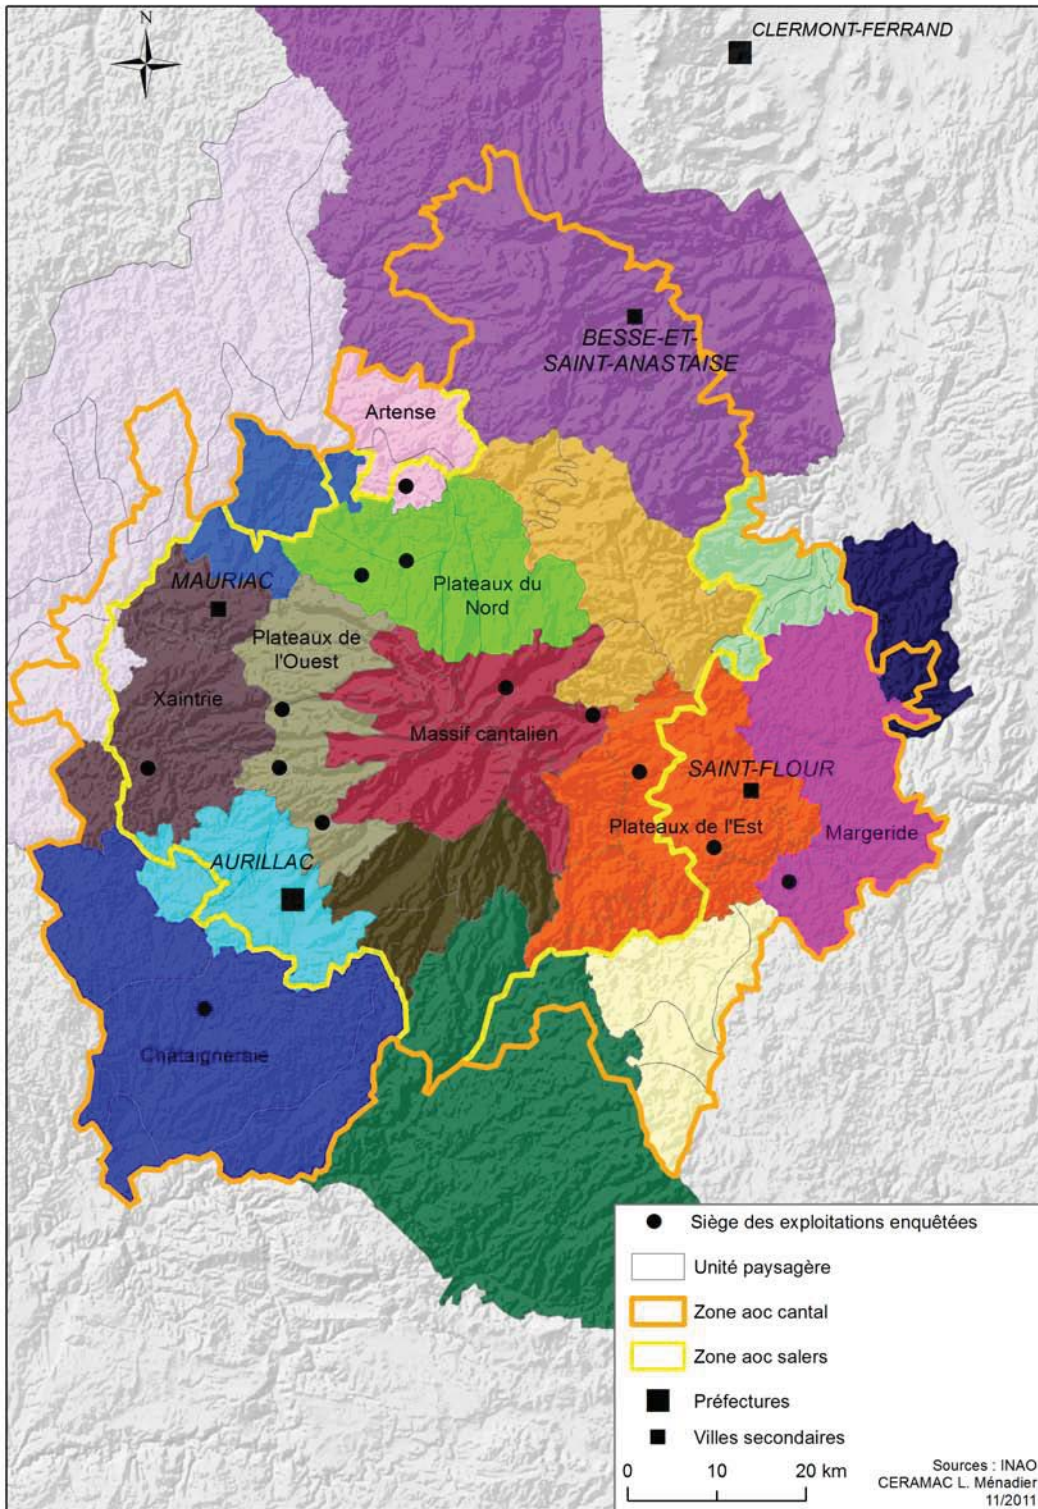 N
CLERMONT-FERRAND
BESSE-ET-
SAINT-ANASTAISE
Artense
MAURIAC
Plateaux du
Nord
Plateaux de
l'Ouest
Xaintrie
Massif cantalien
SAINT-FLOUR
Plateaux de l'Est
Margeride
AURILLAC
Châtaigneraie
Siège des exploitations enquêtées
Unité paysagère
Zone aoc cantal
Zone aoc salers
Préfectures
Villes secondaires
0 10 20 km
Sources : INAO
CERAMAC L. Ménadier
11/2011